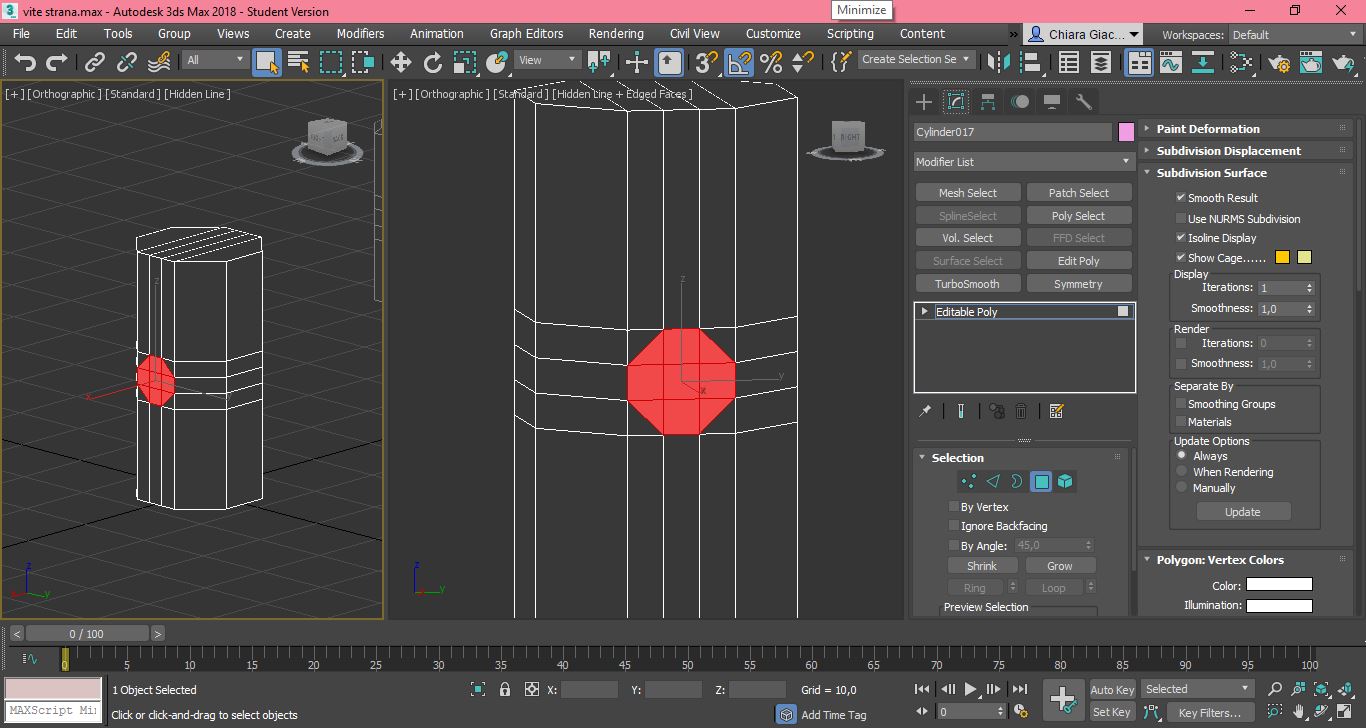 vite strana.max - Autodesk 3ds Max 2018 - Student Version
Minimize
File Edit Tools Group Views Create Modifiers Animation Graph Editors Rendering Civil View Customize Scripting Content » Chiara Giac... Workspaces: Default
All View 3 Create Selection Se
[+] [Orthographic ] [Standard ] [Hidden Line ]
[+] [Orthographic ] [Standard ] [Hidden Line + Edged Faces ]
RIGHT
z
x
z
y
x
z
x
y
z
y
Cylinder017
Modifier List
Mesh Select Patch Select
SplineSelect Poly Select
Vol. Select FFD Select
Surface Select Edit Poly
TurboSmooth Symmetry
Editable Poly
Selection
By Vertex
Ignore Backfacing
By Angle: 45,0
Shrink Grow
Ring Loop
Preview Selection
Paint Deformation
Subdivision Displacement
Subdivision Surface
Smooth Result
Use NURMS Subdivision
Isoline Display
Show Cage......
Display
Iterations: 1
Smoothness: 1,0
Render
Iterations: 0
Smoothness: 1,0
Separate By
Smoothing Groups
Materials
Update Options
Always
When Rendering
Manually
Update
Polygon: Vertex Colors
Color:
Illumination:
< 0 / 100 >
0 5 10 15 20 25 30 35 40 45 50 55 60 65 70 75 80 85 90 95 100
1 Object Selected X: Y: Z: Grid = 10,0
MAXScript Mi
Click or click-and-drag to select objects
Add Time Tag
0
Auto Key Selected
Set Key Key Filters...